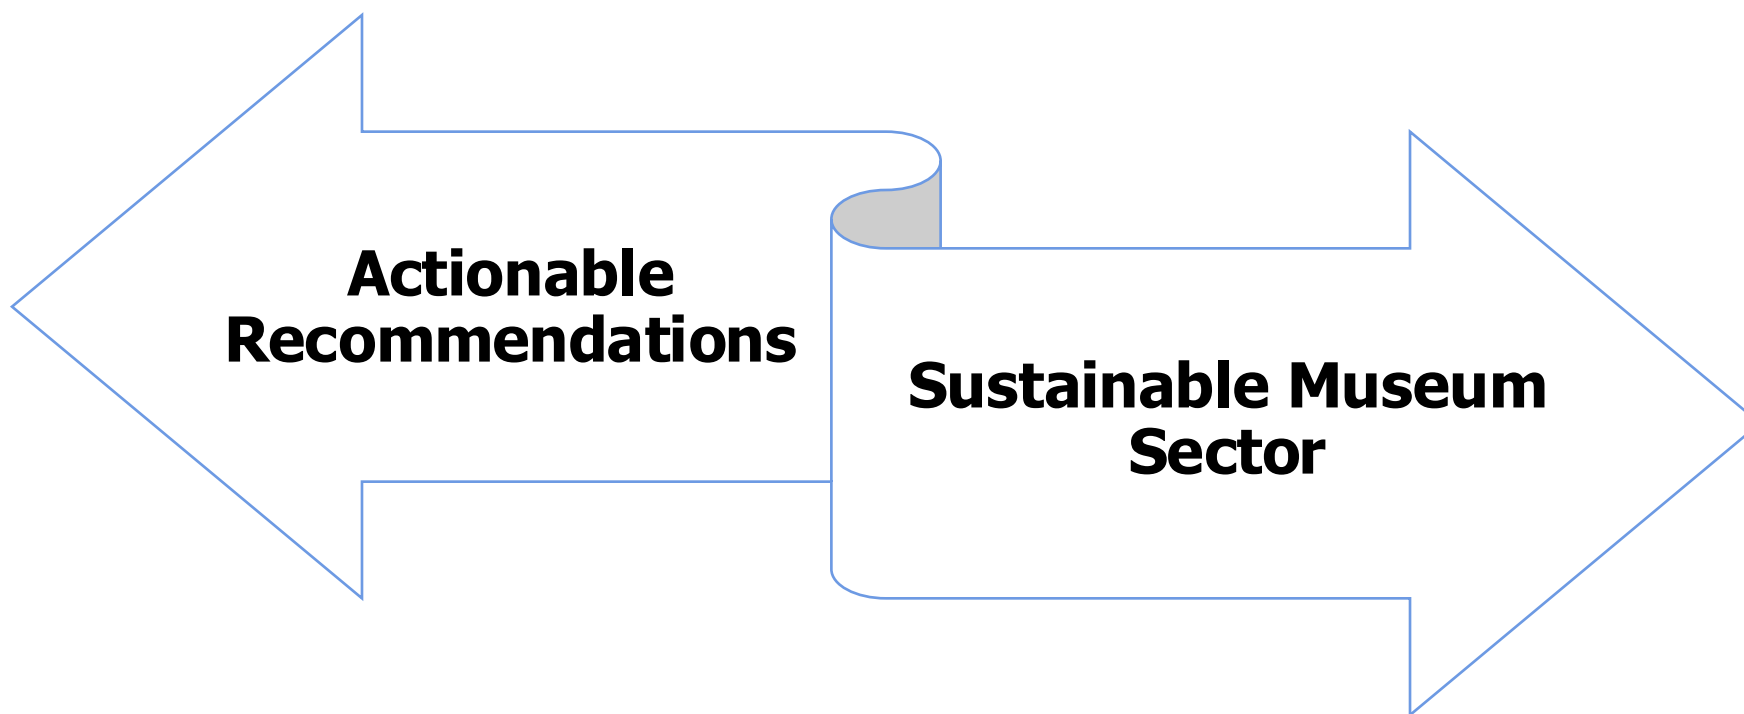 Actionable
Recommendations
Sustainable Museum
Sector